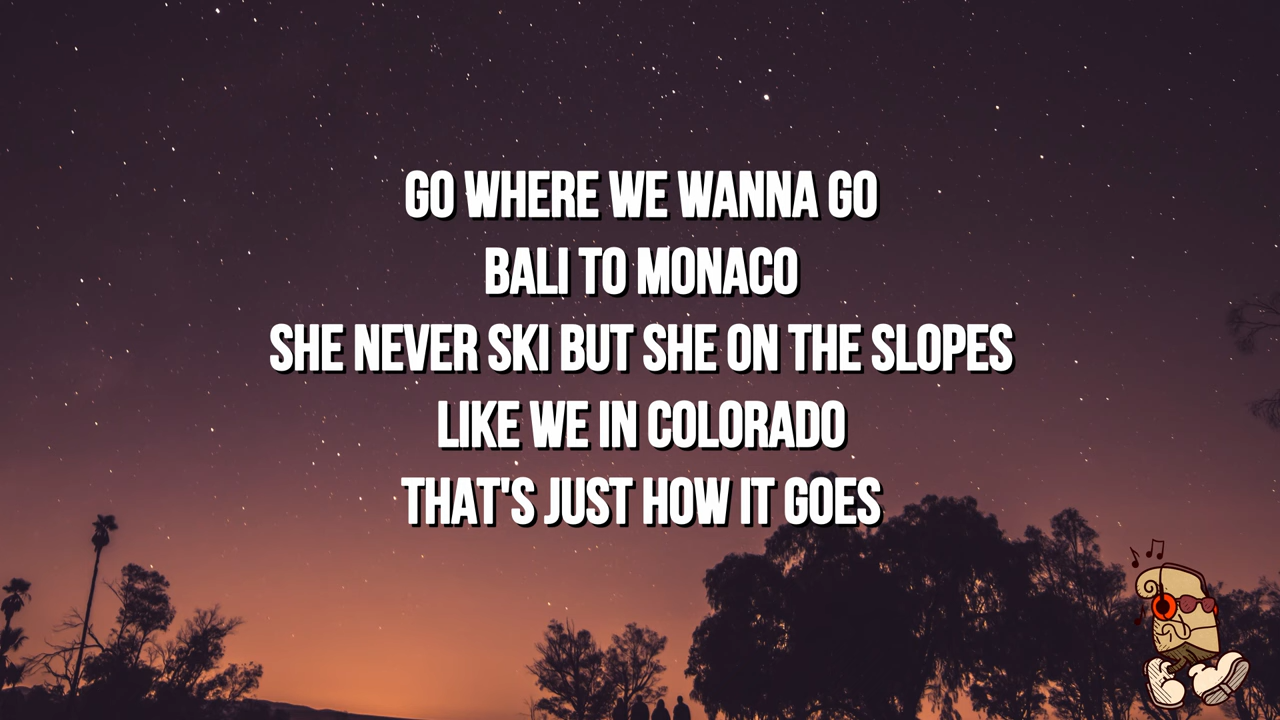 GO WHERE WE WANNA GO
BALI TO MONACO
SHE NEVER SKI BUT SHE ON THE SLOPES
LIKE WE IN COLORADO
THAT'S JUST HOW IT GOES